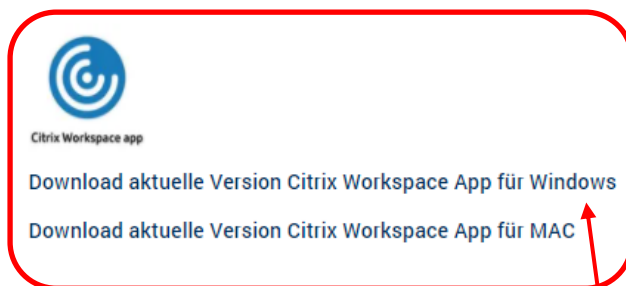 Citrix Workspace app
Download aktuelle Version Citrix Workspace App für Windows
Download aktuelle Version Citrix Workspace App für MAC